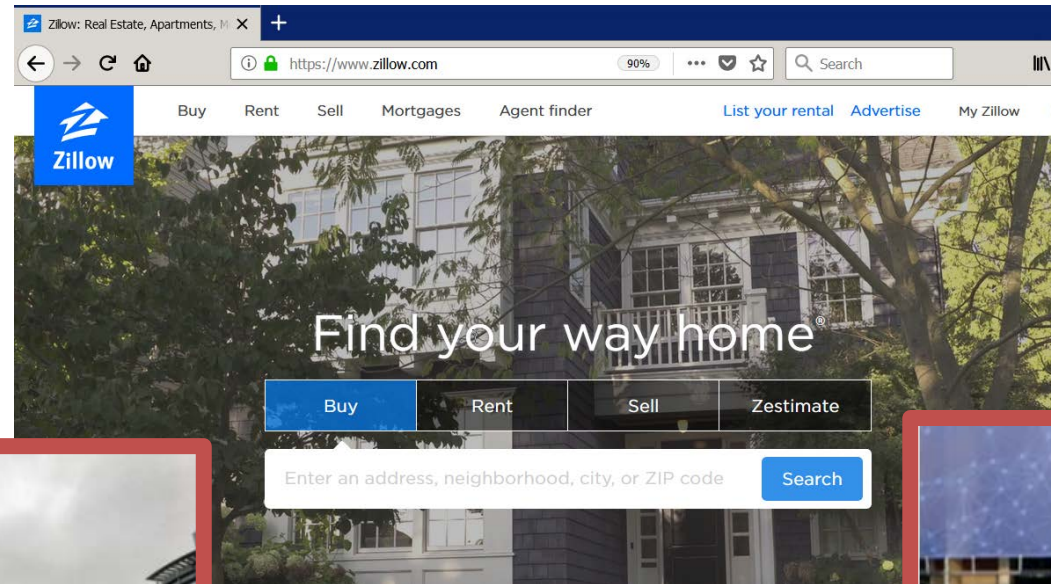 Zillow: Real Estate, Apartments, M
https://www.zillow.com 90% Search
Zillow
Buy Rent Sell Mortgages Agent finder List your rental Advertise My Zillow
Find your way home®
Buy Rent Sell Zestimate
Enter an address, neighborhood, city, or ZIP code Search